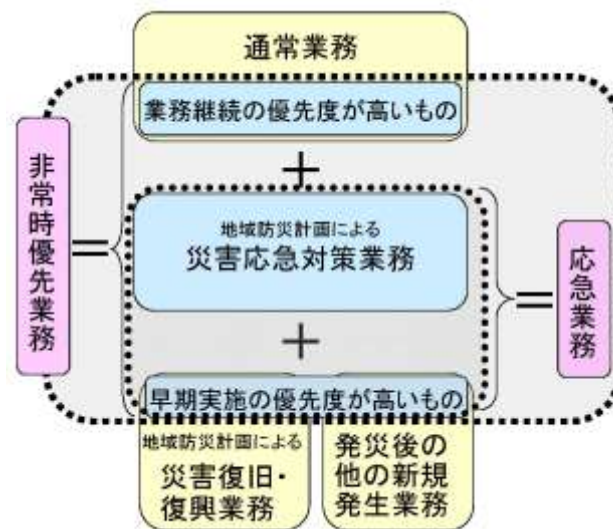 通常業務
業務継続の優先度が高いもの
+
非常時優先業務
=
地域防災計画による
災害応急対策業務
=
応急業務
+
早期実施の優先度が高いもの
地域防災計画による
災害復旧・
復興業務
発災後の
他の新規
発生業務